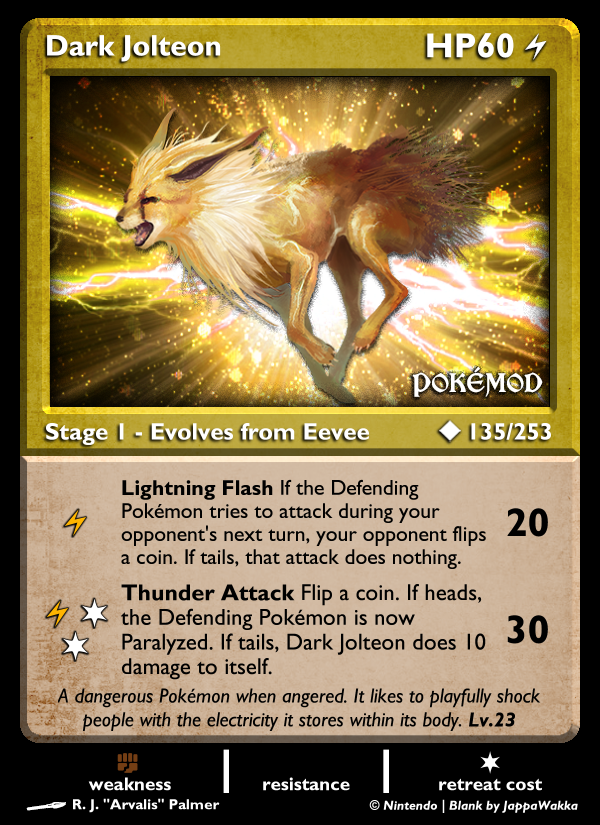 Dark Jolteon HP60
POKÉMOD
Stage 1 - Evolves from Eevee 135/253
Lightning Flash If the Defending
Pokémon tries to attack during your
opponent's next turn, your opponent flips
a coin. If tails, that attack does nothing.
20
Thunder Attack Flip a coin. If heads,
the Defending Pokémon is now
Paralyzed. If tails, Dark Jolteon does 10
damage to itself.
30
A dangerous Pokémon when angered. It likes to playfully shock
people with the electricity it stores within its body. Lv.23
weakness resistance retreat cost
R. J. "Arvalis" Palmer © Nintendo | Blank by JappaWakka